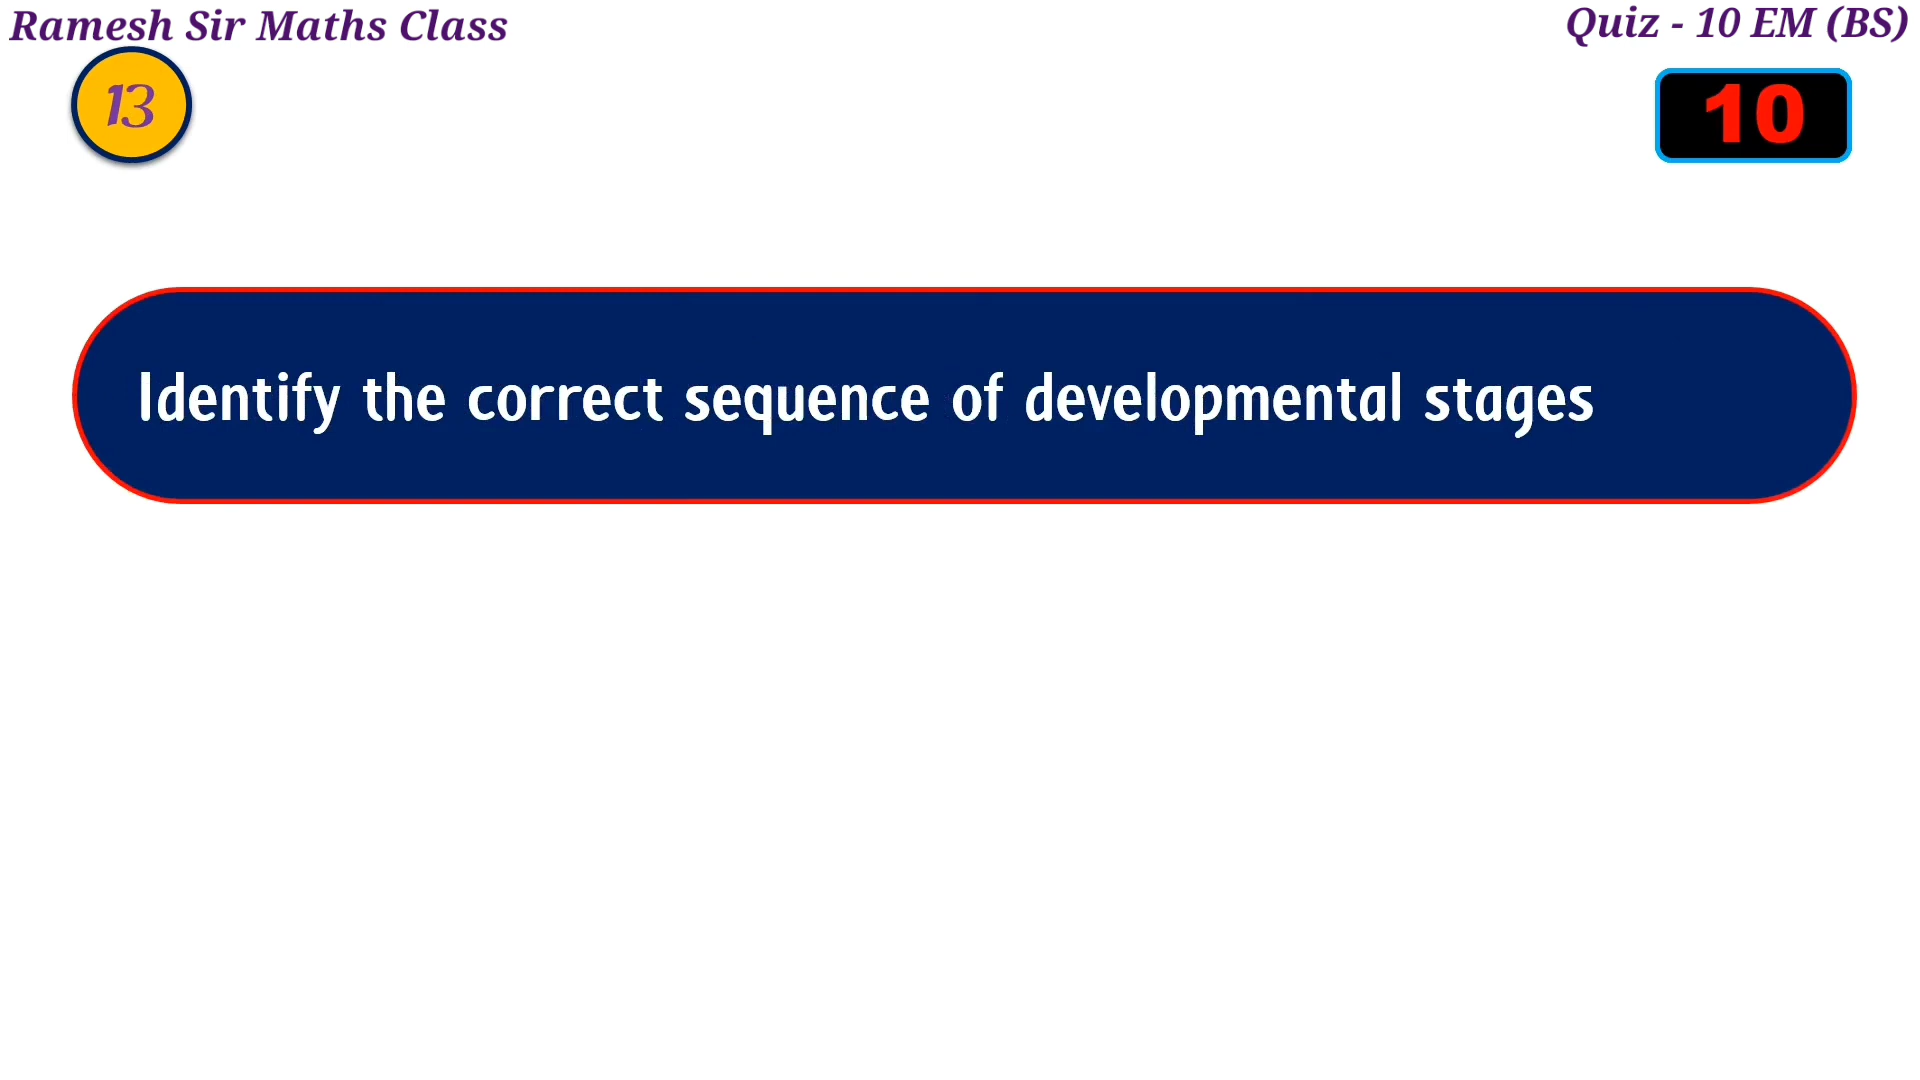 Ramesh Sir Maths Class
Quiz - 10 EM (BS)
13
10
Identify the correct sequence of developmental stages